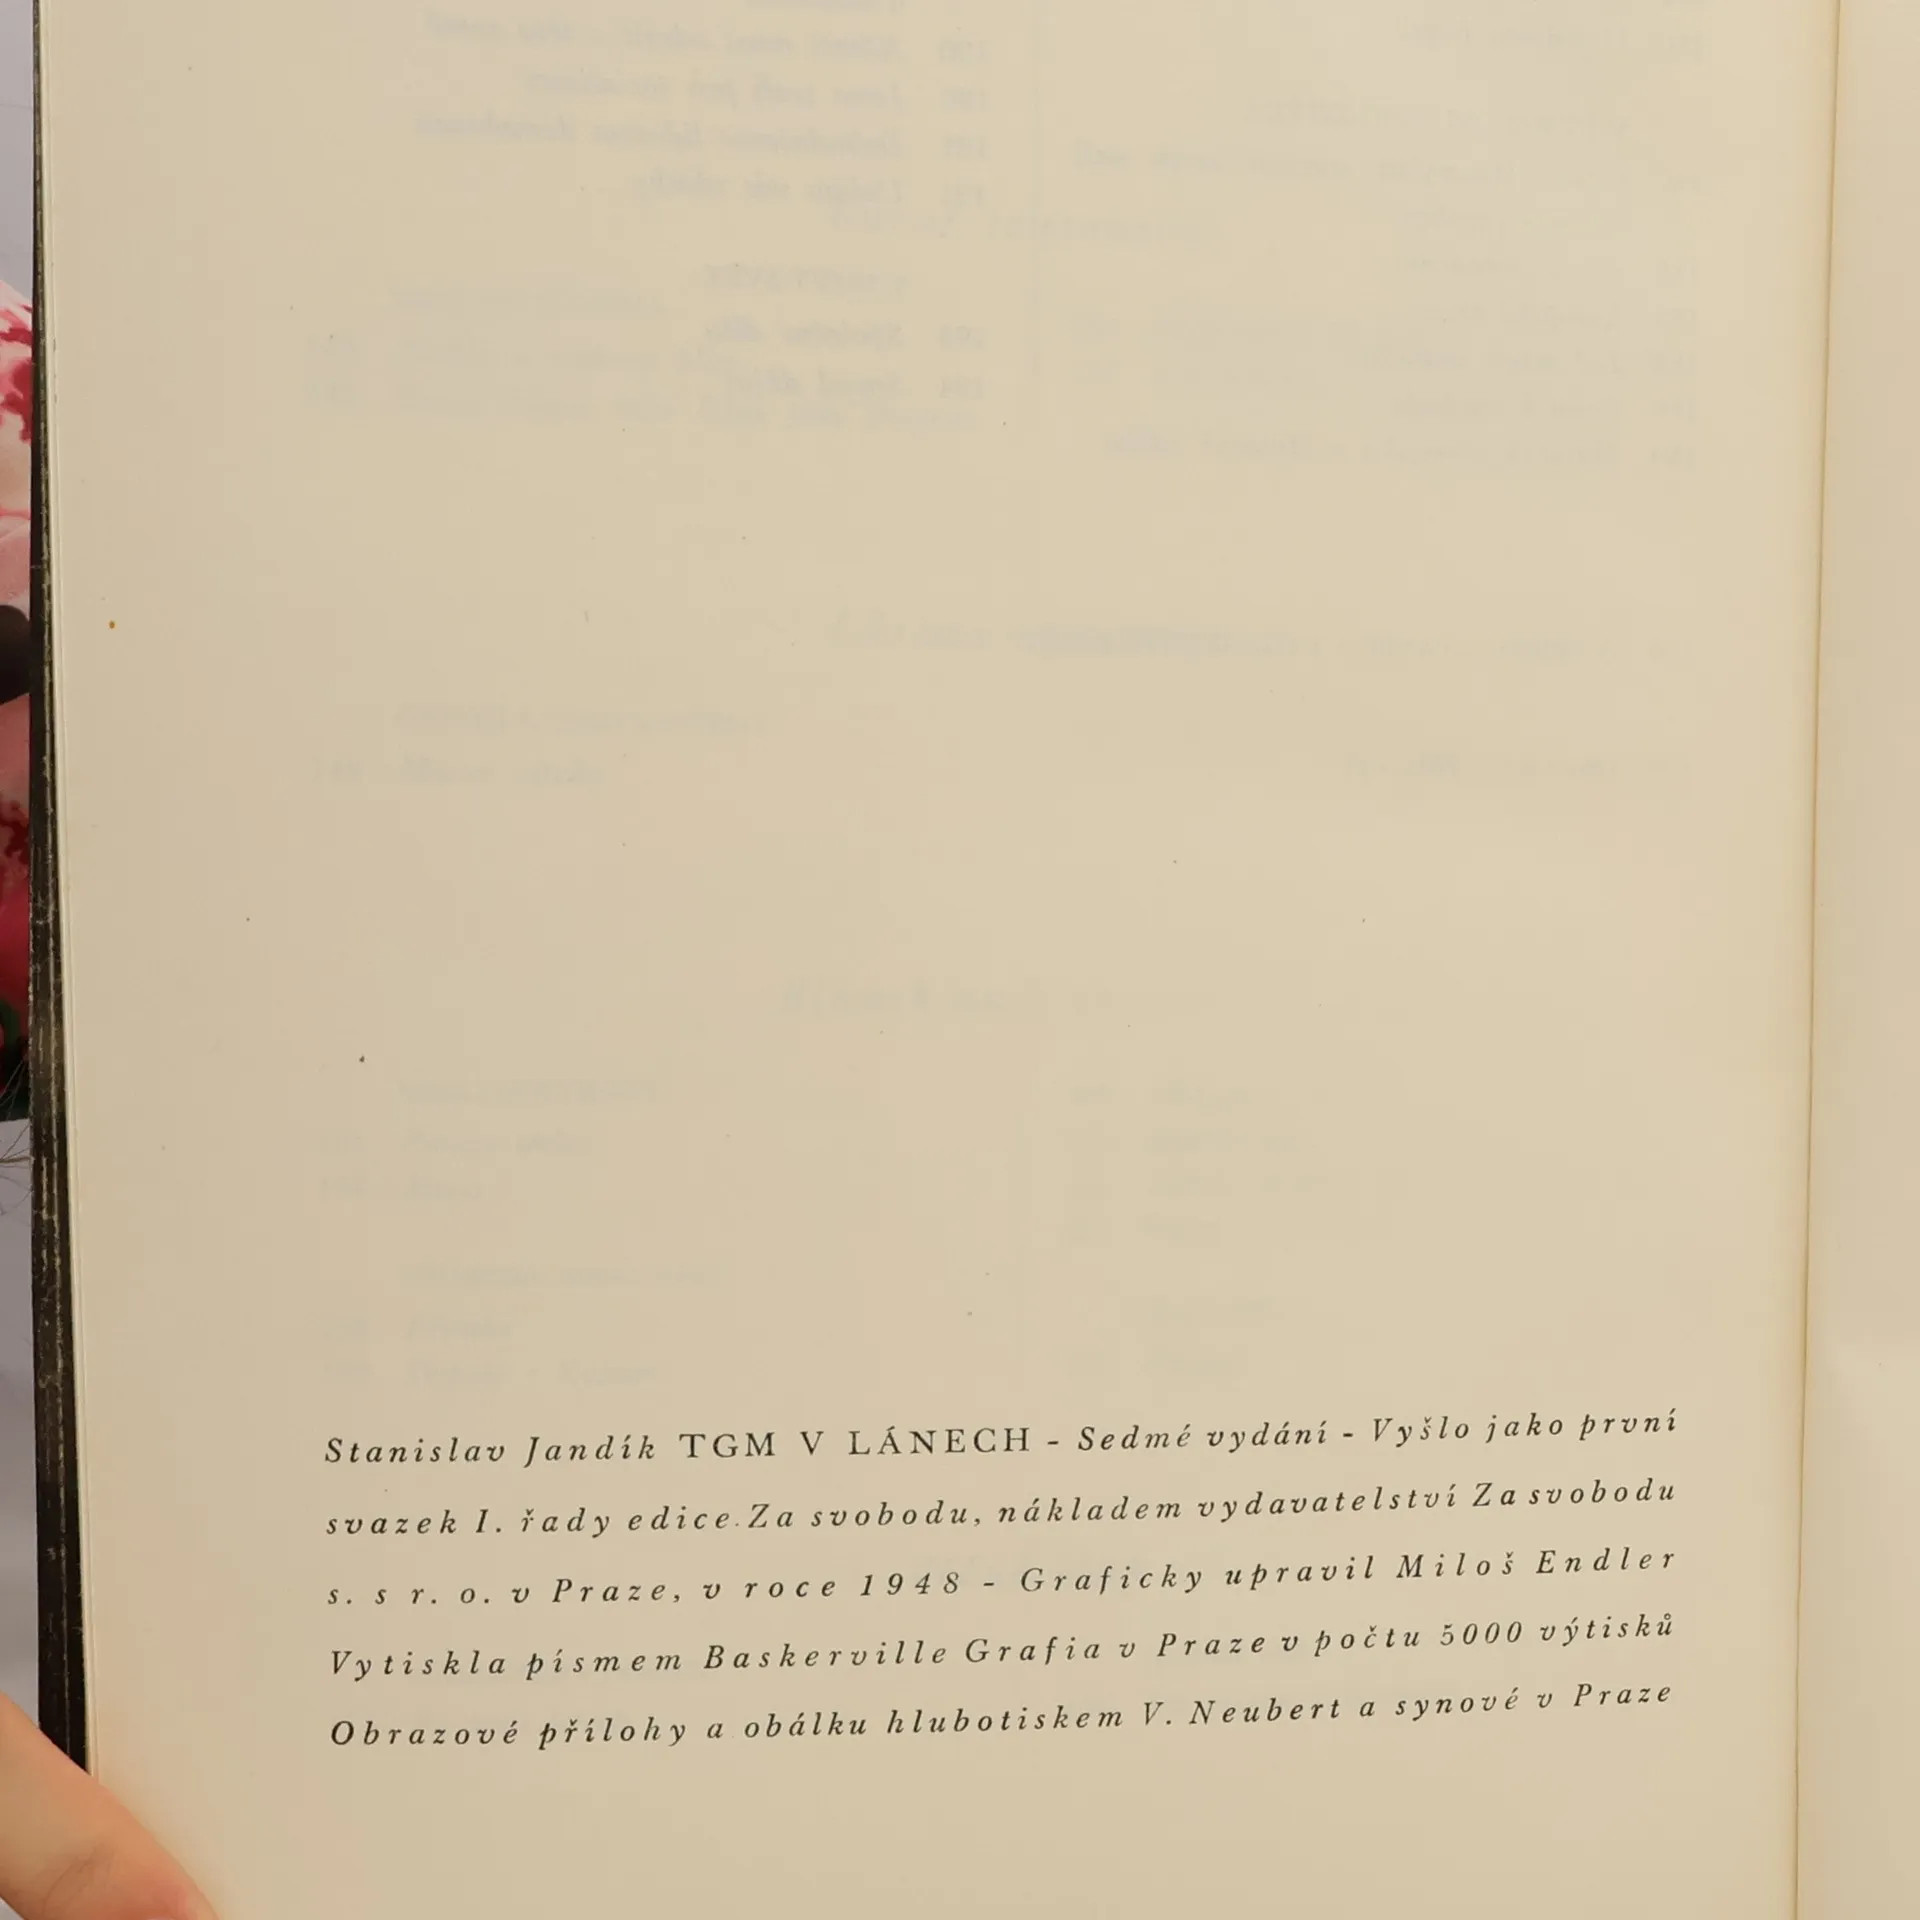 Stanislav Jandík TGM V LÁNECH - Sedmé vydání - Vyšlo jako první
svazek I. řady edice Za svobodu, nákladem vydavatelství Za svobodu
s. s r. o. v Praze, v roce 1948 - Graficky upravil Miloš Endler
Vytiskla písmem Baskerville Grafia v Praze v počtu 5000 výtisků
Obrazové přílohy a obálku hlubotiskem V. Neubert a synové v Praze